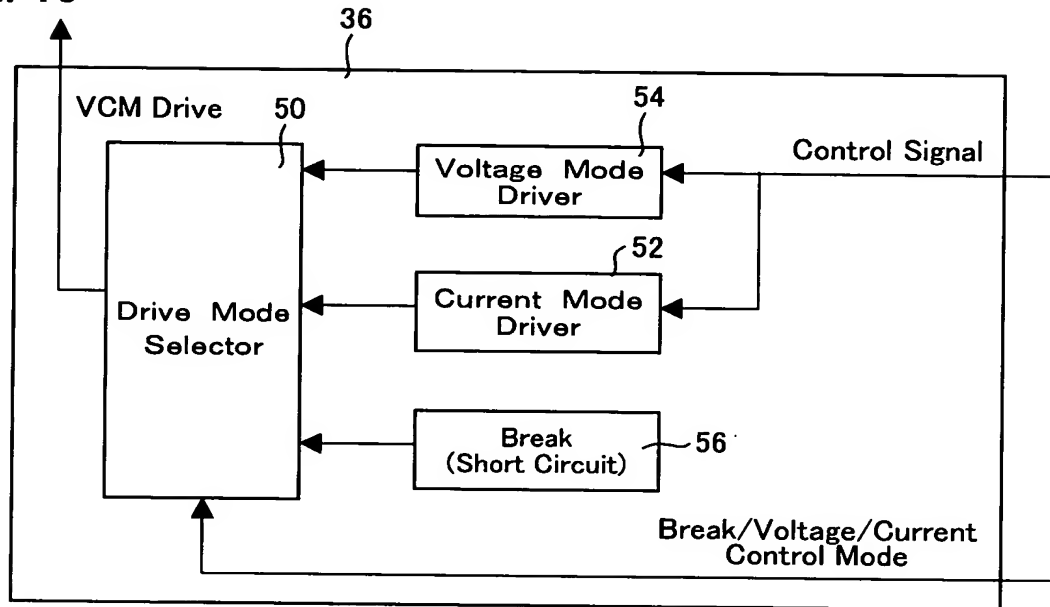 36
VCM Drive
50
54
Control Signal
Voltage Mode
Driver
52
Current Mode
Driver
Drive Mode
Selector
Break
(Short Circuit)
56
Break/Voltage/Current
Control Mode